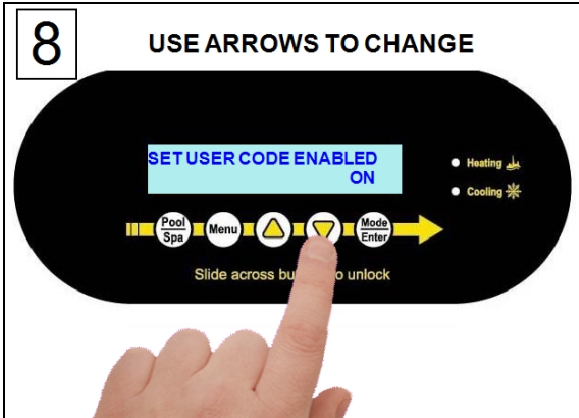 8
USE ARROWS TO CHANGE
SET USER CODE ENABLED
ON
Heating
Cooling
Pool
Spa
Menu
Mode
Enter
Slide across bu o unlock